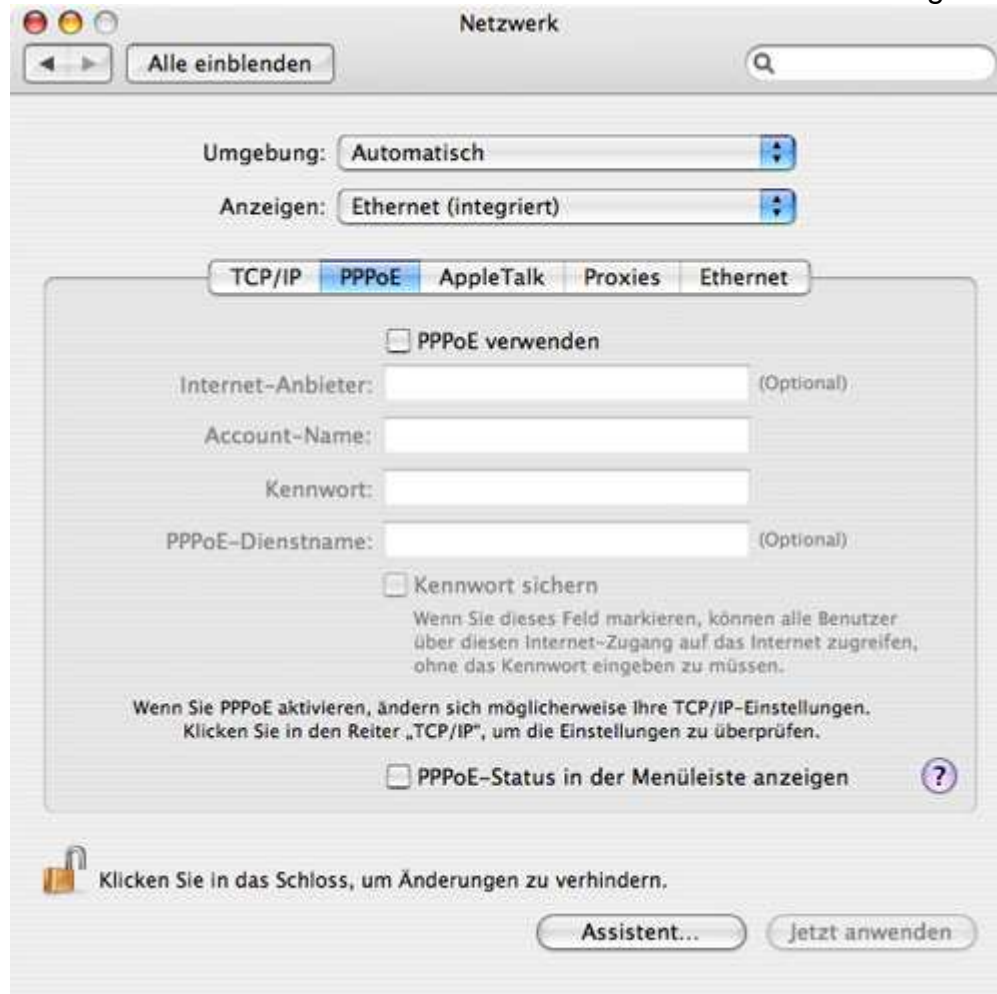 Netzwerk
Alle einblenden
Umgebung: Automatisch
Anzeigen: Ethernet (integriert)
TCP/IP PPPoE AppleTalk Proxies Ethernet
PPPoE verwenden
Internet-Anbieter: (Optional)
Account-Name:
Kennwort:
PPPoE-Dienstname: (Optional)
Kennwort sichern
Wenn Sie dieses Feld markieren, können alle Benutzer
über diesen Internet-Zugang auf das Internet zugreifen,
ohne das Kennwort eingeben zu müssen.
Wenn Sie PPPoE aktivieren, ändern sich möglicherweise Ihre TCP/IP-Einstellungen.
Klicken Sie in den Reiter „TCP/IP", um die Einstellungen zu überprüfen.
PPPoE-Status in der Menüleiste anzeigen ?
Klicken Sie in das Schloss, um Änderungen zu verhindern.
Assistent... Jetzt anwenden